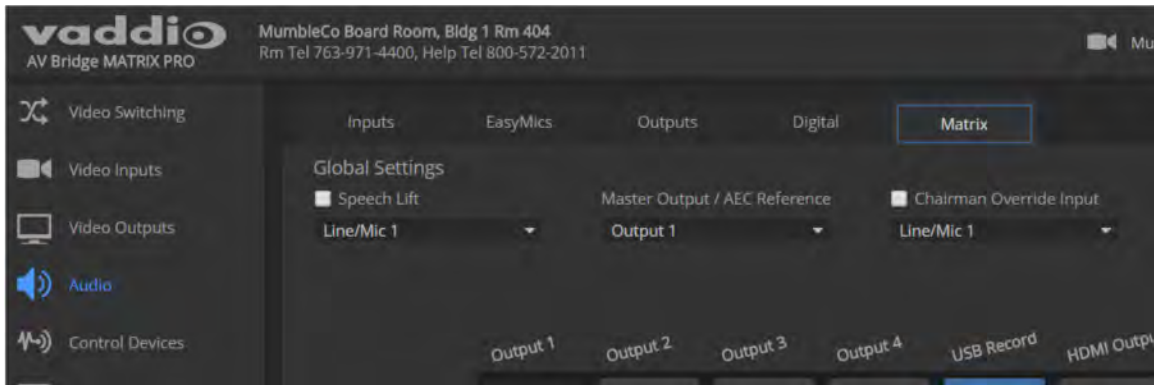 vaddio
AV Bridge MATRIX PRO
MumbleCo Board Room, Bldg 1 Rm 404
Rm Tel 763-971-4400, Help Tel 800-572-2011
Mu
Video Switching
Video Inputs
Video Outputs
Audio
Control Devices
Inputs EasyMics Outputs Digital Matrix
Global Settings
Speech Lift Master Output / AEC Reference Chairman Override Input
Line/Mic 1 Output 1 Line/Mic 1
Output 1 Output 2 Output 3 Output 4 USB Record HDMI Outpu